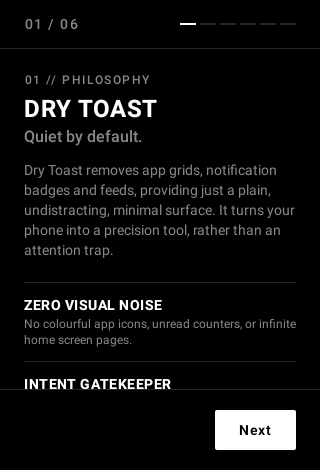 01 / 06
01 // PHILOSOPHY
DRY TOAST
Quiet by default.
Dry Toast removes app grids, notification
badges and feeds, providing just a plain,
undistracting, minimal surface. It turns your
phone into a precision tool, rather than an
attention trap.
ZERO VISUAL NOISE
No colourful app icons, unread counters, or infinite
home screen pages.
INTENT GATEKEEPER
Next